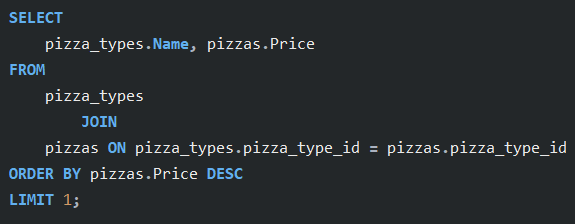 SELECT
    pizza_types.Name, pizzas.Price
FROM
    pizza_types
        JOIN
    pizzas ON pizza_types.pizza_type_id = pizzas.pizza_type_id
ORDER BY pizzas.Price DESC
LIMIT 1;